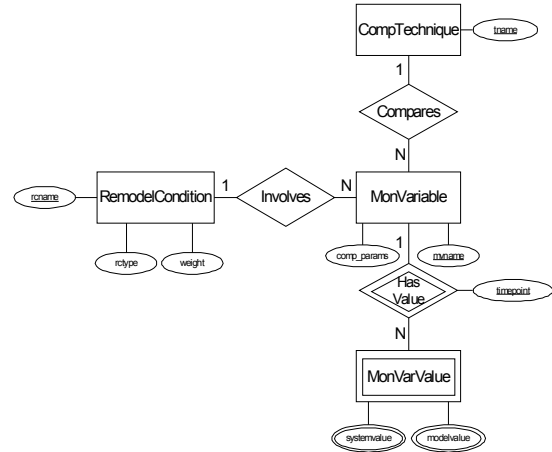 CompTechnique
tname
1
Compares
N
rcname
RemodelCondition
1
Involves
N
MonVariable
rctype
weight
comp_params
1
mvname
Has
Value
timepoint
N
MonVarValue
systemvalue
modelvalue